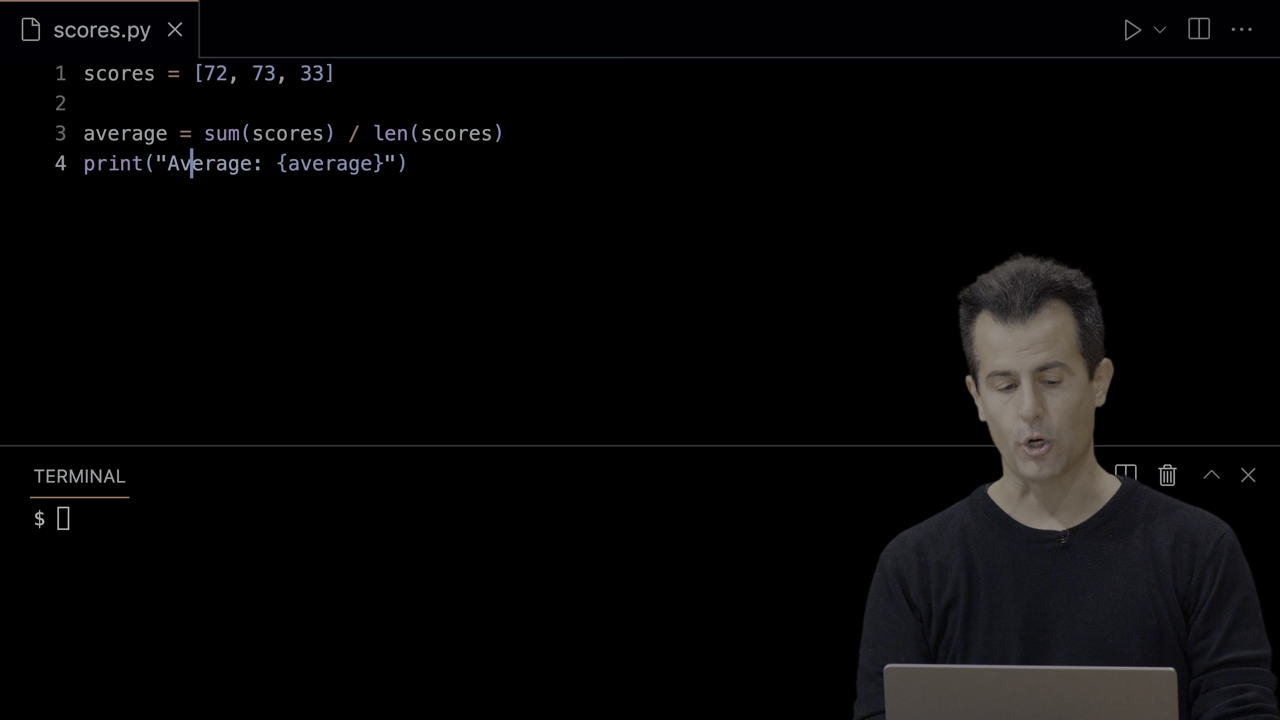 scores.py
1 scores = [72, 73, 33]
2
3 average = sum(scores) / len(scores)
4 print("Average: {average}")
TERMINAL
$